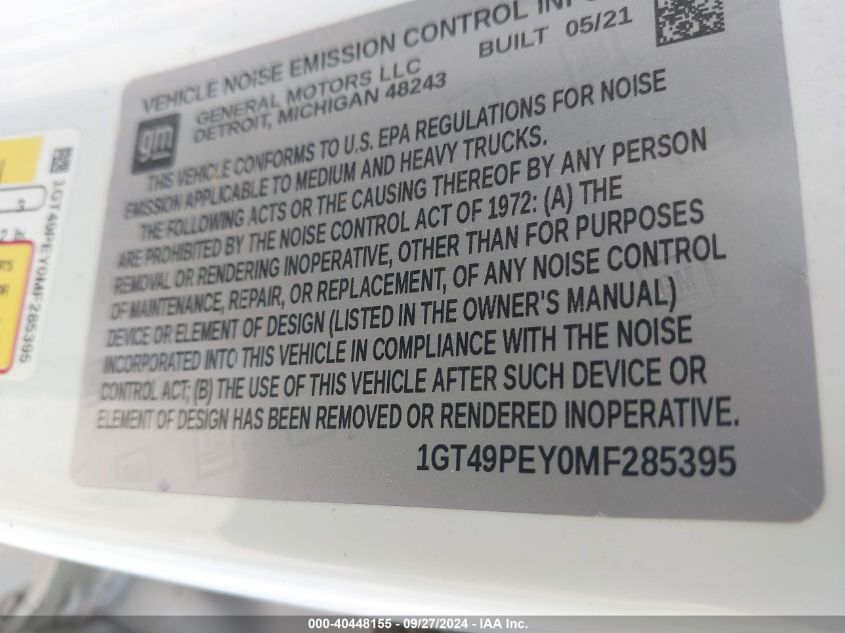 VEHICLE NOISE EMISSION CONTROL
GENERAL MOTORS LLC
DETROIT, MICHIGAN 48243
BUILT 05/21
gm
THIS VEHICLE CONFORMS TO U.S. EPA REGULATIONS FOR NOISE
EMISSION APPLICABLE TO MEDIUM AND HEAVY TRUCKS.
THE FOLLOWING ACTS OR THE CAUSING THEREOF BY ANY PERSON
ARE PROHIBITED BY THE NOISE CONTROL ACT OF 1972: (A) THE
REMOVAL OR RENDERING INOPERATIVE, OTHER THAN FOR PURPOSES
OF MAINTENANCE, REPAIR, OR REPLACEMENT, OF ANY NOISE CONTROL
DEVICE OR ELEMENT OF DESIGN (LISTED IN THE OWNER'S MANUAL)
INCORPORATED INTO THIS VEHICLE IN COMPLIANCE WITH THE NOISE
CONTROL ACT; (B) THE USE OF THIS VEHICLE AFTER SUCH DEVICE OR
ELEMENT OF DESIGN HAS BEEN REMOVED OR RENDERED INOPERATIVE.
1GT49PEY0MF285395
1GT49PEY0MF285395
3
OR
000-40448155 - 09/27/2024 - IAA Inc.